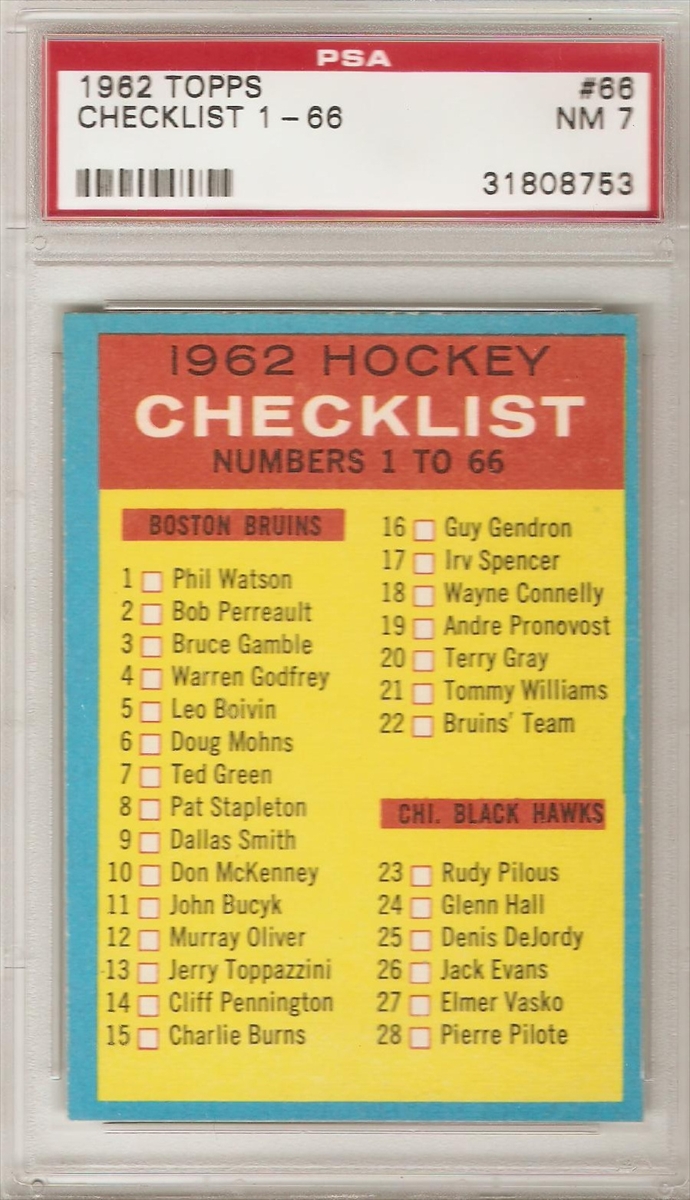 PSA
1962 TOPPS #66
CHECKLIST 1 – 66 NM 7
31808753
1962 HOCKEY
CHECKLIST
NUMBERS 1 TO 66
BOSTON BRUINS
1 Phil Watson
2 Bob Perreault
3 Bruce Gamble
4 Warren Godfrey
5 Leo Boivin
6 Doug Mohns
7 Ted Green
8 Pat Stapleton
9 Dallas Smith
10 Don McKenney
11 John Bucyk
12 Murray Oliver
13 Jerry Toppazzini
14 Cliff Pennington
15 Charlie Burns
16 Guy Gendron
17 Irv Spencer
18 Wayne Connelly
19 Andre Pronovost
20 Terry Gray
21 Tommy Williams
22 Bruins' Team
CHI. BLACK HAWKS
23 Rudy Pilous
24 Glenn Hall
25 Denis DeJordy
26 Jack Evans
27 Elmer Vasko
28 Pierre Pilote